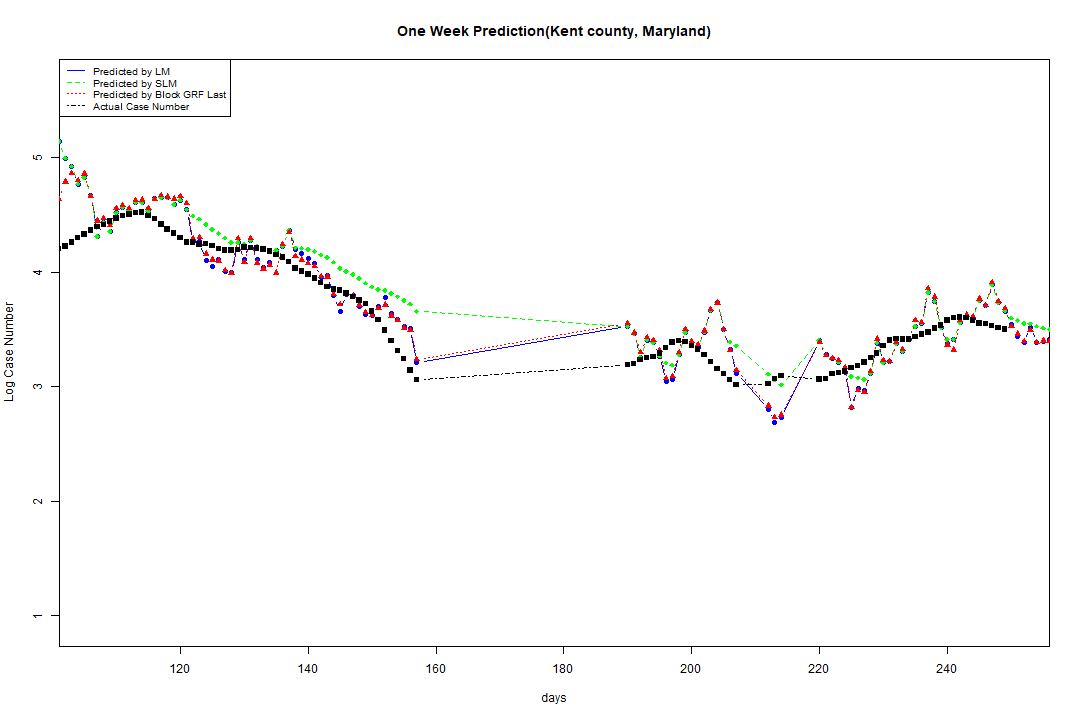 One Week Prediction(Kent county, Maryland)
Predicted by LM
Predicted by SLM
Predicted by Block GRF Last
Actual Case Number
5
4
3
2
1
Log Case Number
120 140 160 180 200 220 240
days